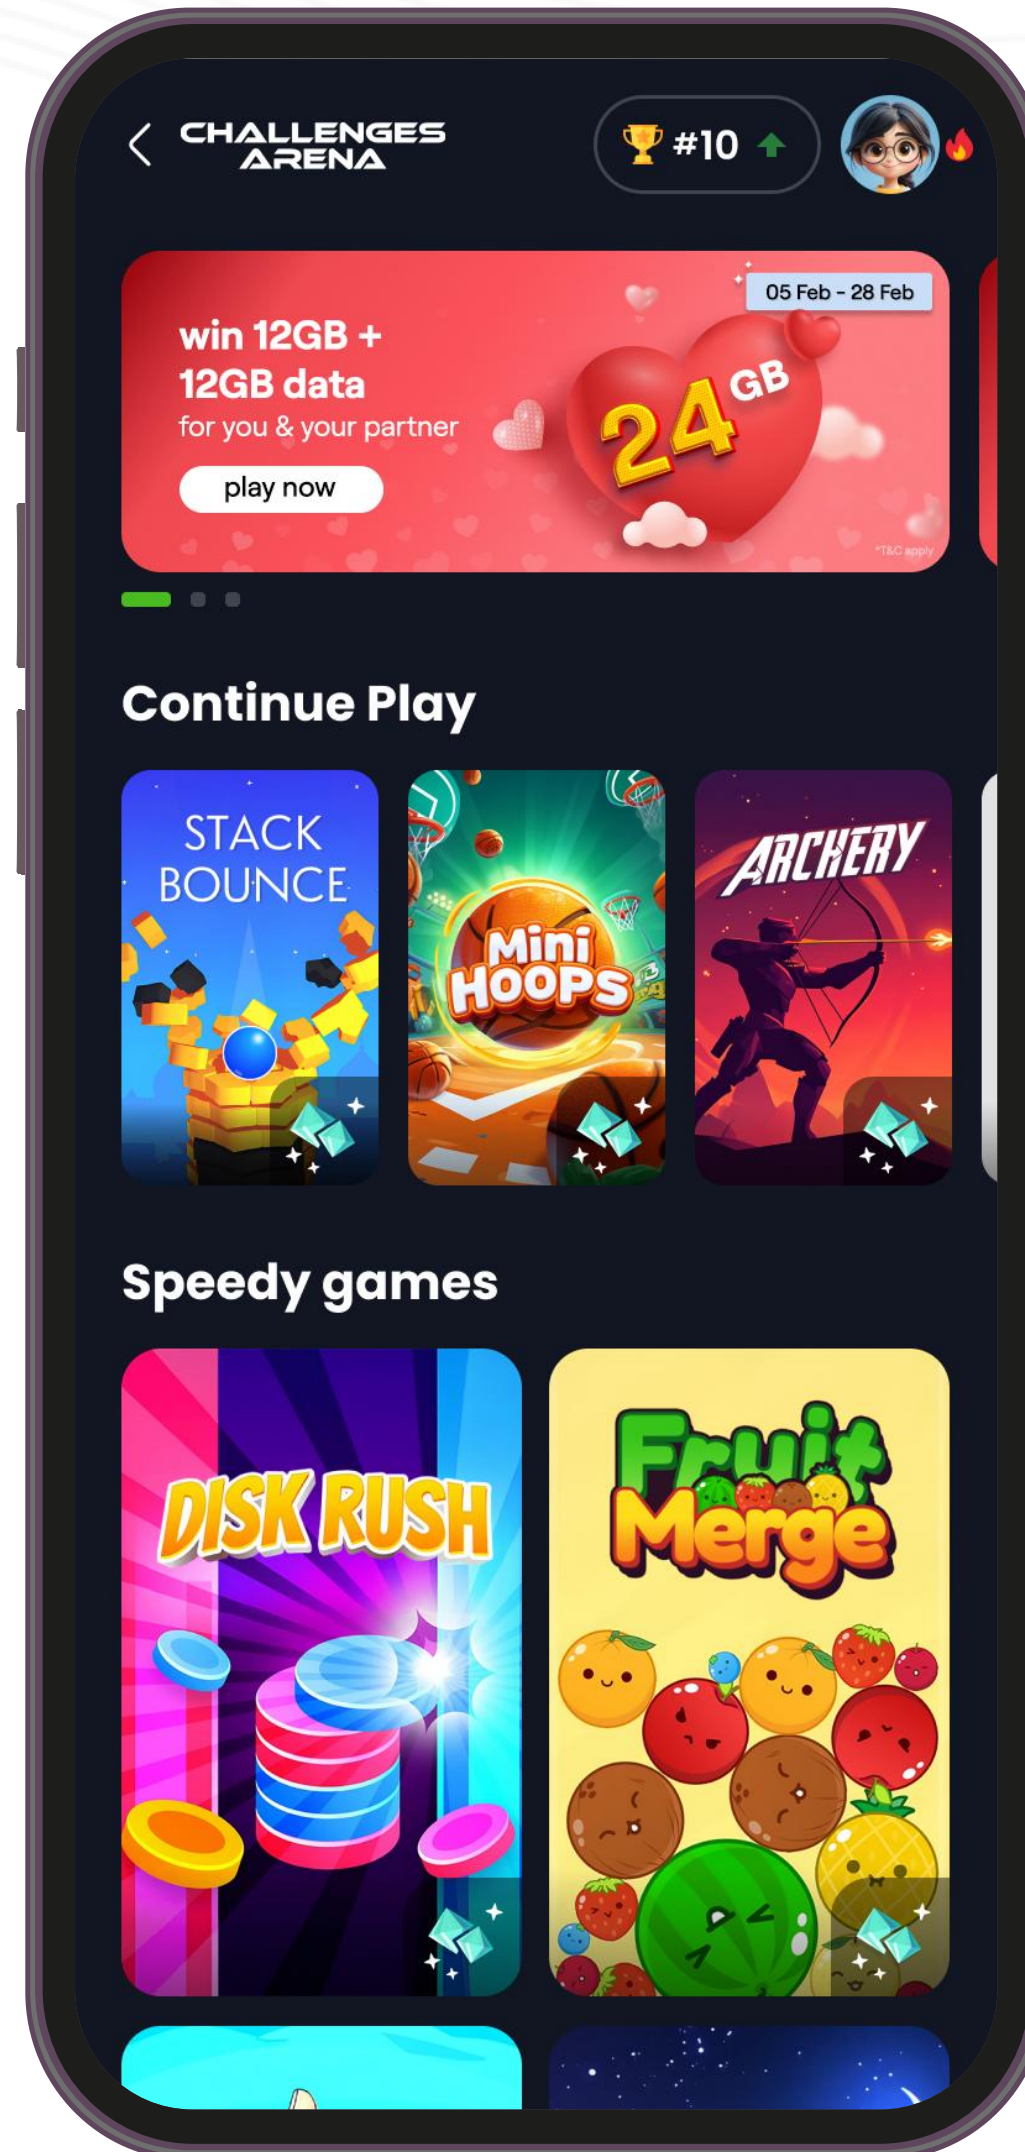 CHALLENGES
ARENA
#10
05 Feb - 28 Feb
win 12GB +
12GB data
for you & your partner
play now
24 GB
*T&C apply
Continue Play
STACK
BOUNCE
Mini
HOOPS
ARCHERY
Speedy games
DISK RUSH
Fruit
Merge